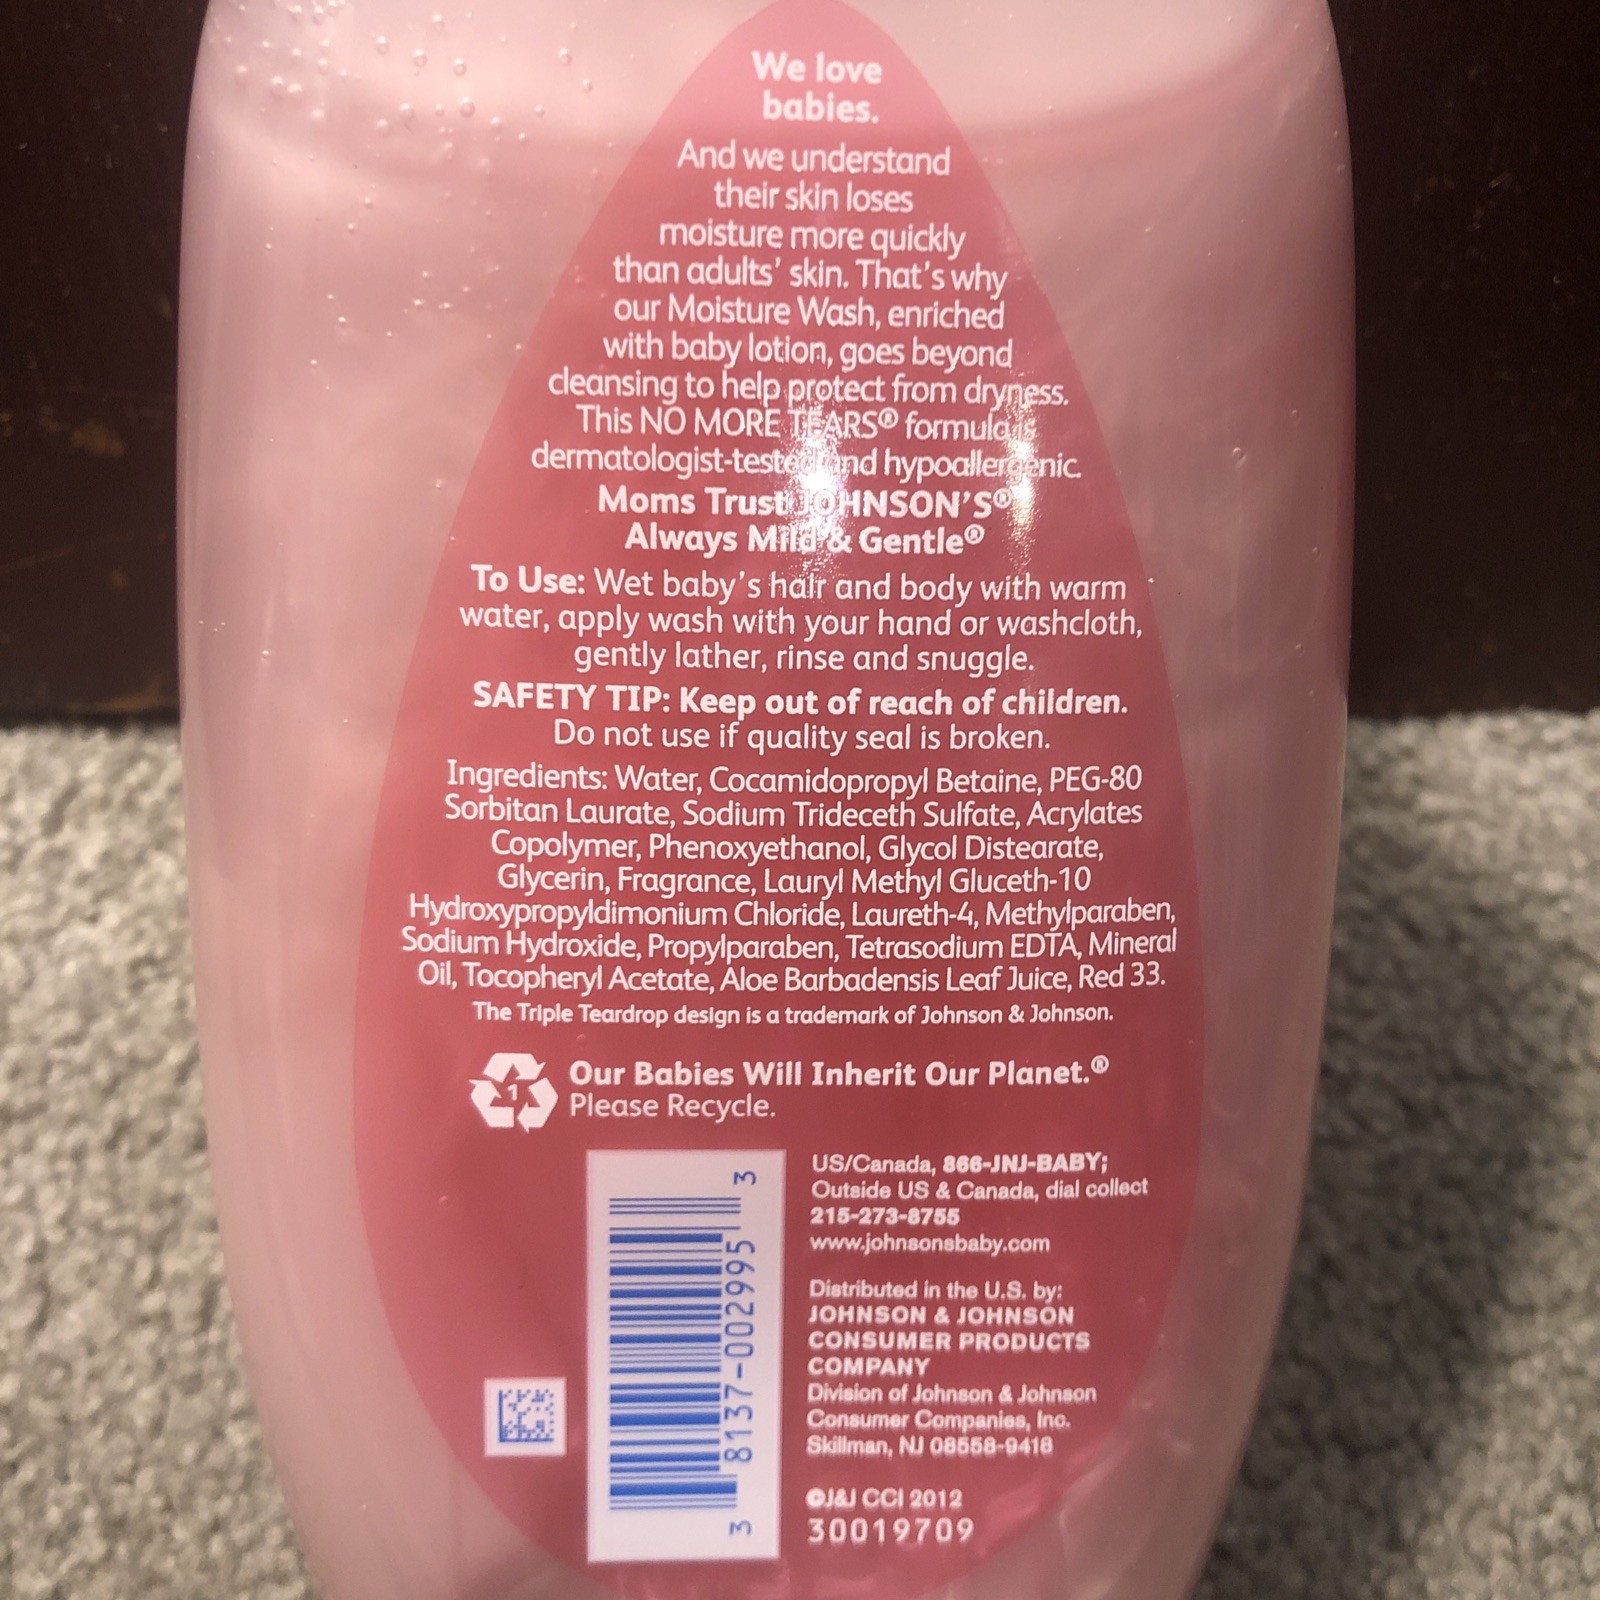 We love
babies.
And we understand
their skin loses
moisture more quickly
than adults' skin. That's why
our Moisture Wash, enriched
with baby lotion, goes beyond
cleansing to help protect from dryness.
This NO MORE TEARS® formula is
dermatologist-tested and hypoallergenic.
Moms Trust JOHNSON'S®
Always Mild & Gentle®
To Use: Wet baby's hair and body with warm
water, apply wash with your hand or washcloth,
gently lather, rinse and snuggle.
SAFETY TIP: Keep out of reach of children.
Do not use if quality seal is broken.
Ingredients: Water, Cocamidopropyl Betaine, PEG-80
Sorbitan Laurate, Sodium Trideceth Sulfate, Acrylates
Copolymer, Phenoxyethanol, Glycol Distearate,
Glycerin, Fragrance, Lauryl Methyl Gluceth-10
Hydroxypropyldimonium Chloride, Laureth-4, Methylparaben,
Sodium Hydroxide, Propylparaben, Tetrasodium EDTA, Mineral
Oil, Tocopheryl Acetate, Aloe Barbadensis Leaf Juice, Red 33.
The Triple Teardrop design is a trademark of Johnson & Johnson.
1
Our Babies Will Inherit Our Planet.®
Please Recycle.
3 8137-002995 3
US/Canada, 866-JNJ-BABY;
Outside US & Canada, dial collect
215-273-8755
www.johnsonsbaby.com
Distributed in the U.S. by:
JOHNSON & JOHNSON
CONSUMER PRODUCTS
COMPANY
Division of Johnson & Johnson
Consumer Companies, Inc.
Skillman, NJ 08558-9418
©J&J CCI 2012
30019709